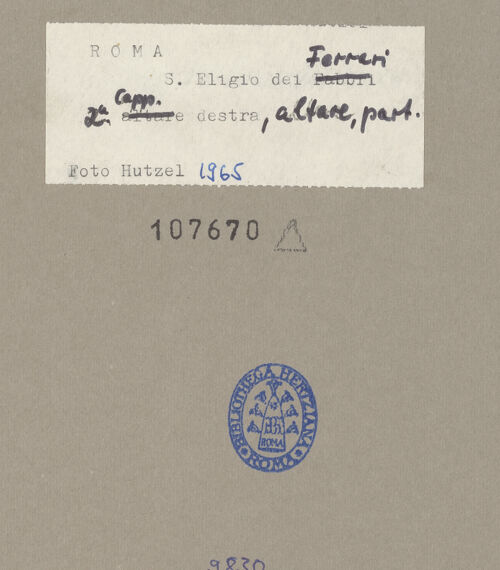 ROMA
Ferrari
S. Eligio dei Fabbri
Capp.
2a altare destra, altare, part.
Foto Hutzel 1965
107670
BIBLIOTHECA HERTZIANA
ROMA
ROMA
9830